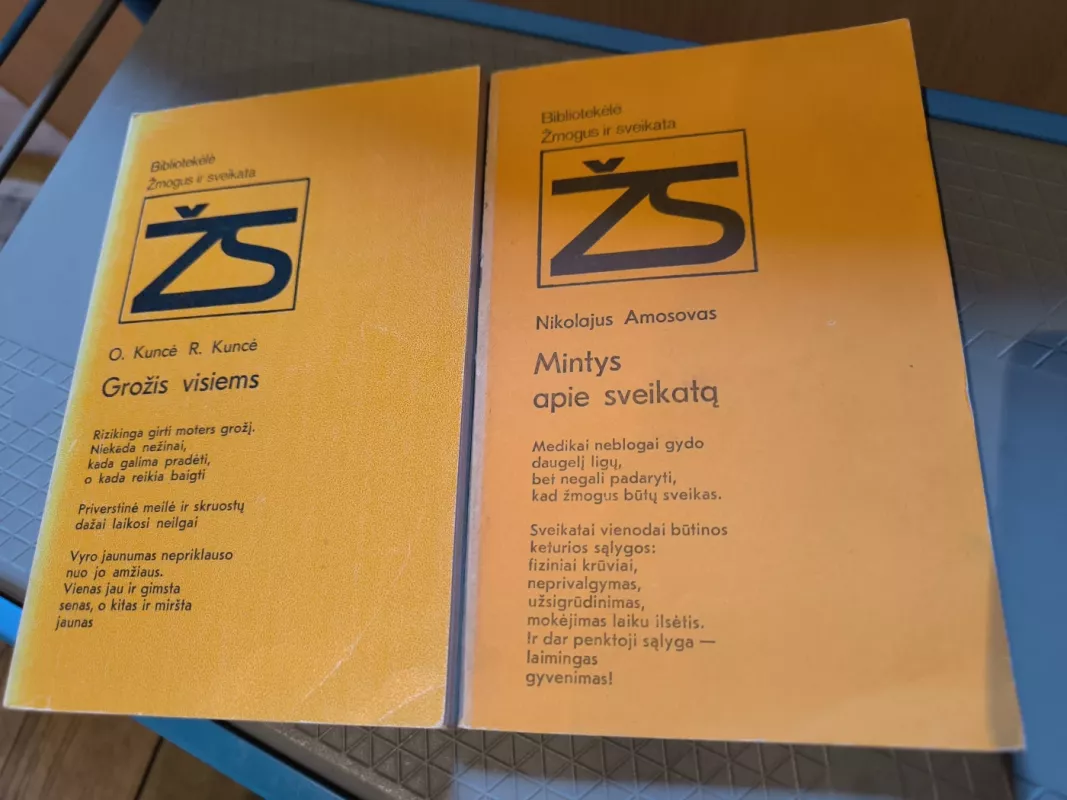 Bibliotekėlė
Žmogus ir sveikata
ŽS
O. Kuncė R. Kuncė
Grožis visiems
Rizikinga girti moters grožį.
Niekada nežinai,
kada galima pradėti,
o kada reikia baigti
Priverstinė meilė ir skruostų
dažai laikosi neilgai
Vyro jaunumas nepriklauso
nuo jo amžiaus.
Vienas jau ir gimsta
senas, o kitas ir miršta
jaunas
Bibliotekėlė
Žmogus ir sveikata
ŽS
Nikolajus Amosovas
Mintys
apie sveikatą
Medikai neblogai gydo
daugelį ligų,
bet negali padaryti,
kad žmogus būtų sveikas.
Sveikatai vienodai būtinos
keturios sąlygos:
fiziniai krūviai,
neprivalgymas,
užsigrūdinimas,
mokėjimas laiku ilsėtis.
Ir dar penktoji sąlyga —
laimingas
gyvenimas!